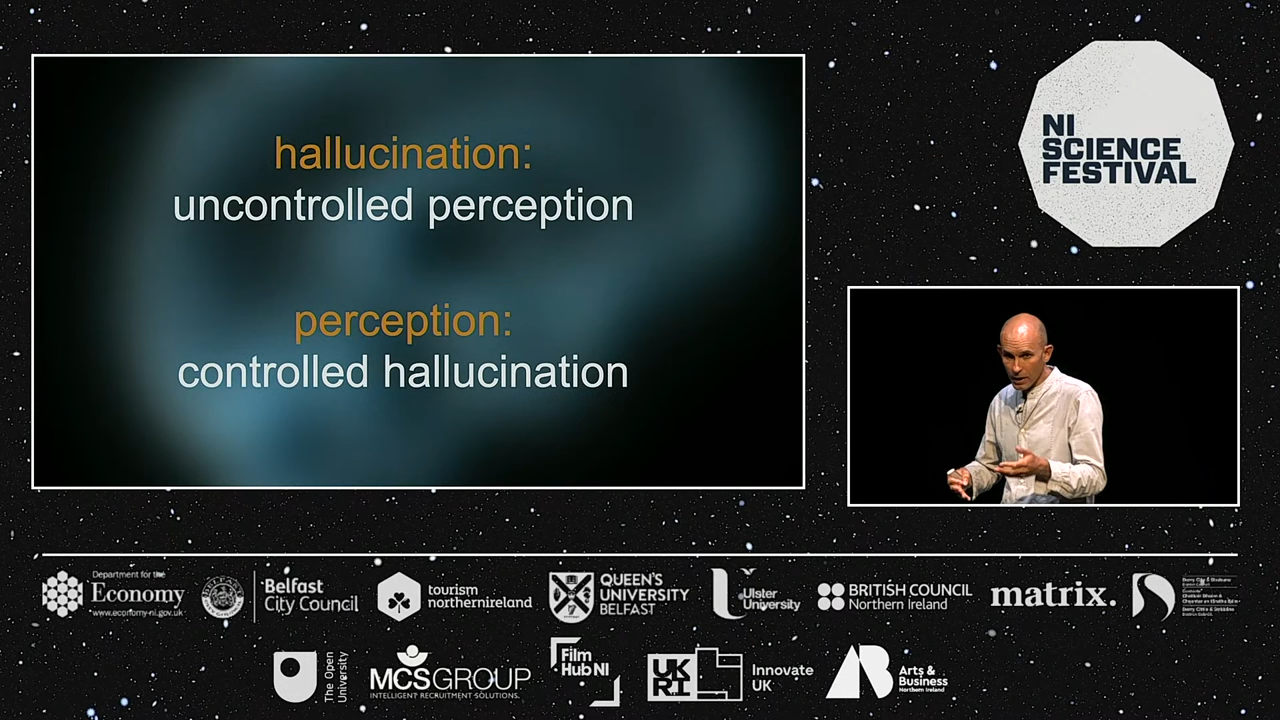 hallucination:
uncontrolled perception
perception:
controlled hallucination
NI
SCIENCE
FESTIVAL
Department for the
Economy
www.economy-ni.gov.uk
Belfast
City Council
tourism
northernireland
QUEEN'S
UNIVERSITY
BELFAST
Ulster
University
BRITISH COUNCIL
Northern Ireland
matrix.
The Open
University
MCSGROUP
INTELLIGENT RECRUITMENT SOLUTIONS.
Film
Hub NI
UK
RI
Innovate
UK
Arts &
Business
Northern Ireland